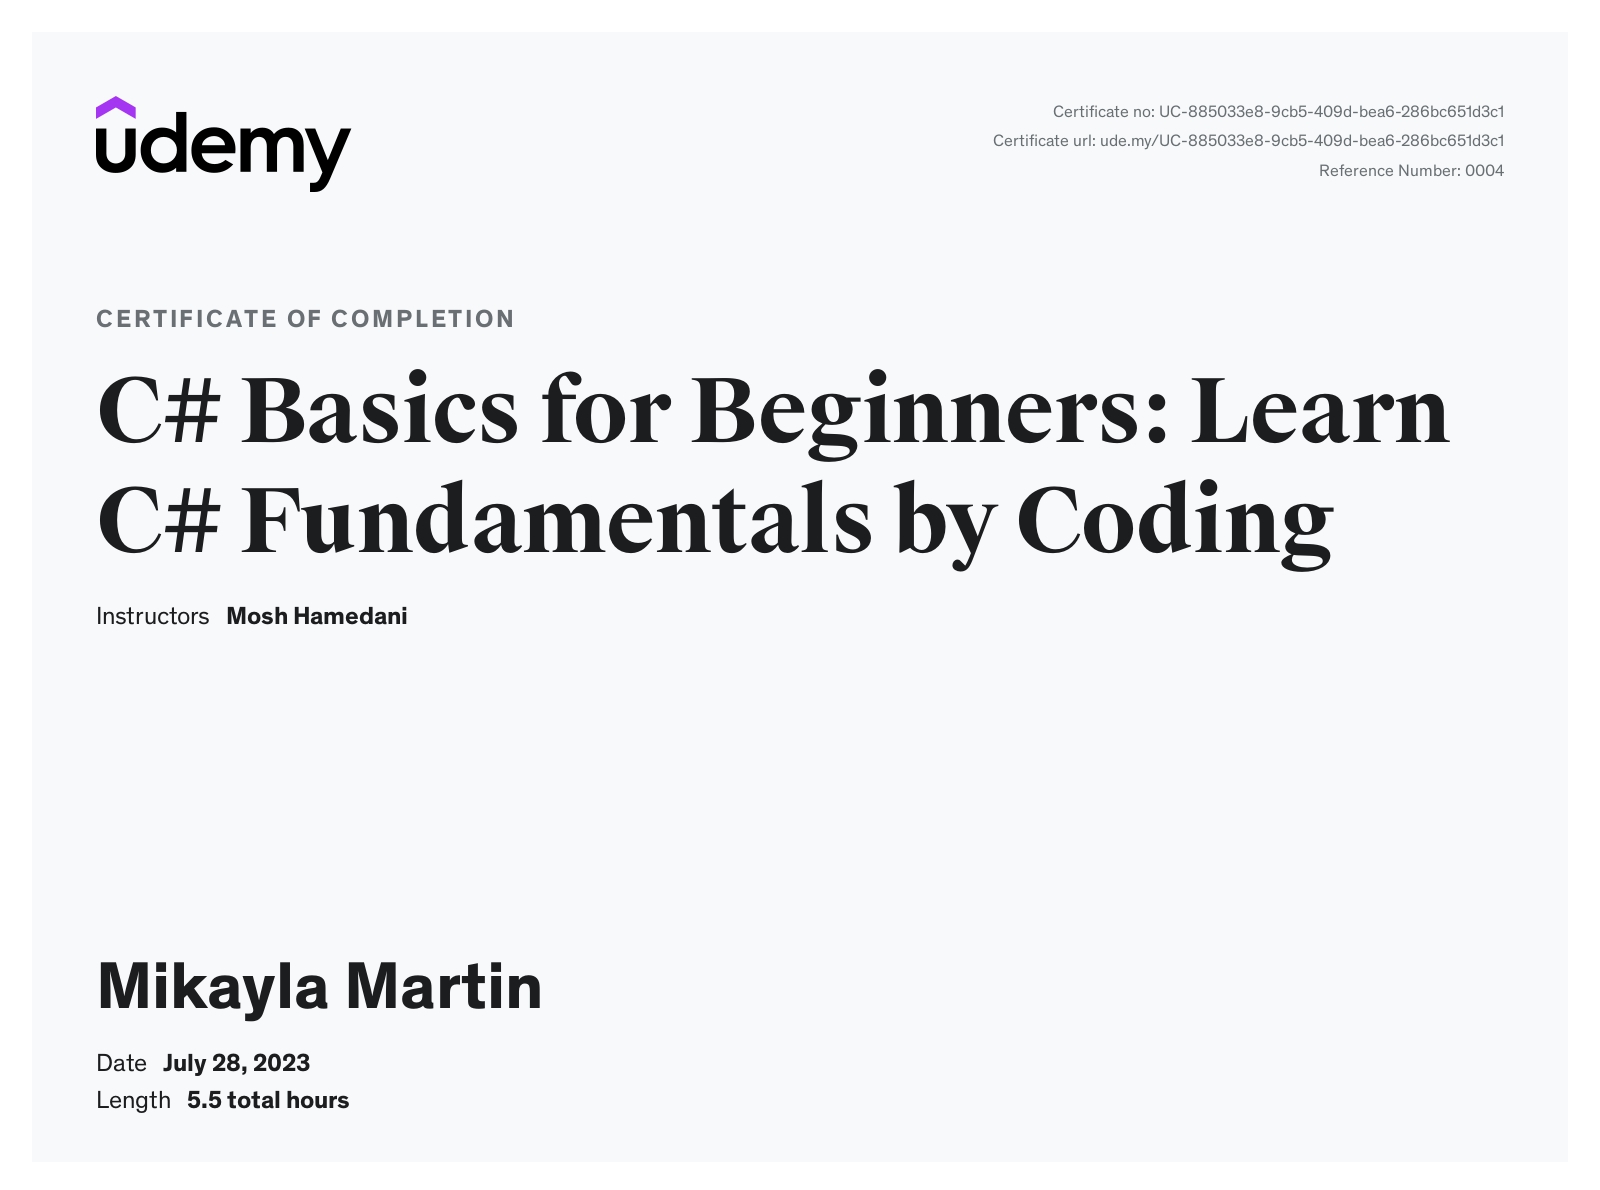 udemy
Certificate no: UC-885033e8-9cb5-409d-bea6-286bc651d3c1
Certificate url: ude.my/UC-885033e8-9cb5-409d-bea6-286bc651d3c1
Reference Number: 0004
CERTIFICATE OF COMPLETION
C# Basics for Beginners: Learn
C# Fundamentals by Coding
Instructors Mosh Hamedani
Mikayla Martin
Date July 28, 2023
Length 5.5 total hours